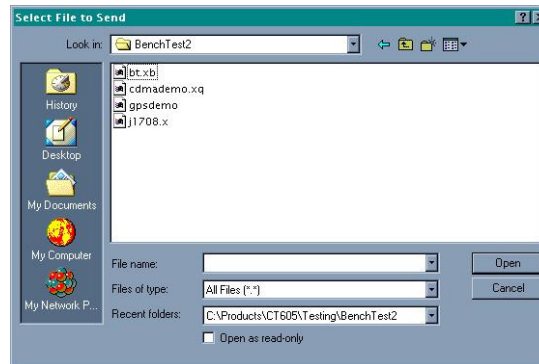 Select File to Send
Look in: BenchTest2
bt.xb
cdmademo.xq
gpsdemo
j1708.x
History
Desktop
My Documents
My Computer
My Network P...
File name:
Open
Files of type: All Files (*.*)
Cancel
Recent folders: C:\Products\CT605\Testing\BenchTest2
Open as read-only